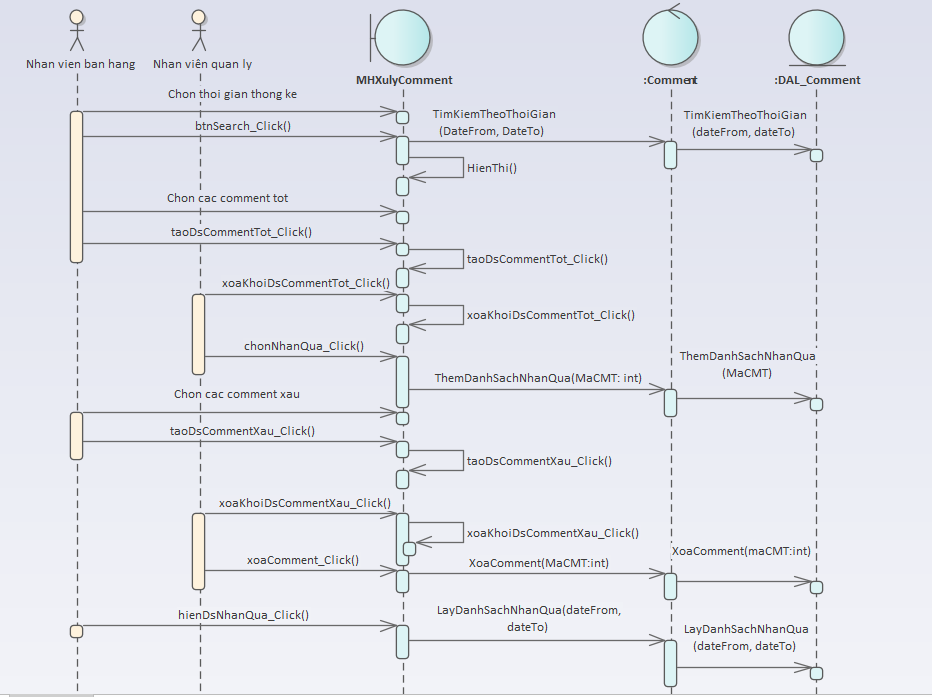 Nhan vien ban hang
Nhân viên quan ly
MHXulyComment
:Comment
:DAL_Comment
Chon thoi gian thong ke
btnSearch_Click()
TimKiemTheoThoiGian
(DateFrom, DateTo)
TimKiemTheoThoiGian
(dateFrom, dateTo)
HienThi()
Chon cac comment tot
taoDsCommentTot_Click()
taoDsCommentTot_Click()
xoaKhoiDsCommentTot_Click()
xoaKhoiDsCommentTot_Click()
chonNhanQua_Click()
ThemDanhSachNhanQua(MaCMT: int)
ThemDanhSachNhanQua
(MaCMT)
Chon cac comment xau
taoDsCommentXau_Click()
taoDsCommentXau_Click()
xoaKhoiDsCommentXau_Click()
xoaKhoiDsCommentXau_Click()
xoaComment_Click()
XoaComment(MaCMT:int)
XoaComment(maCMT:int)
hienDsNhanQua_Click()
LayDanhSachNhanQua(dateFrom,
dateTo)
LayDanhSachNhanQua
(dateFrom, dateTo)